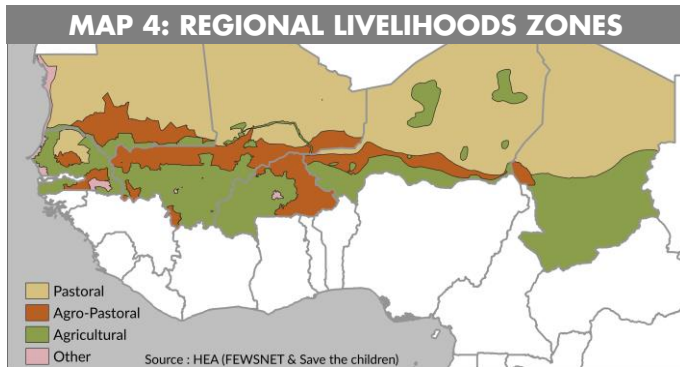 MAP 4: REGIONAL LIVELIHOODS ZONES
Pastoral
Agro-Pastoral
Agricultural
Other
Source : HEA (FEWSNET & Save the children)